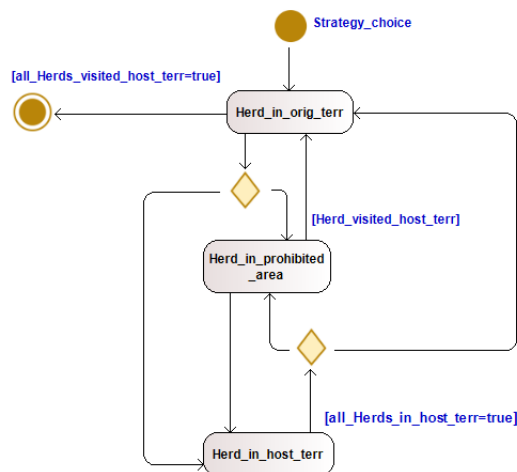 Strategy_choice
[all_Herds_visited_host_terr=true]
Herd_in_orig_terr
[Herd_visited_host_terr]
Herd_in_prohibited
_area
[all_Herds_in_host_terr=true]
Herd_in_host_terr